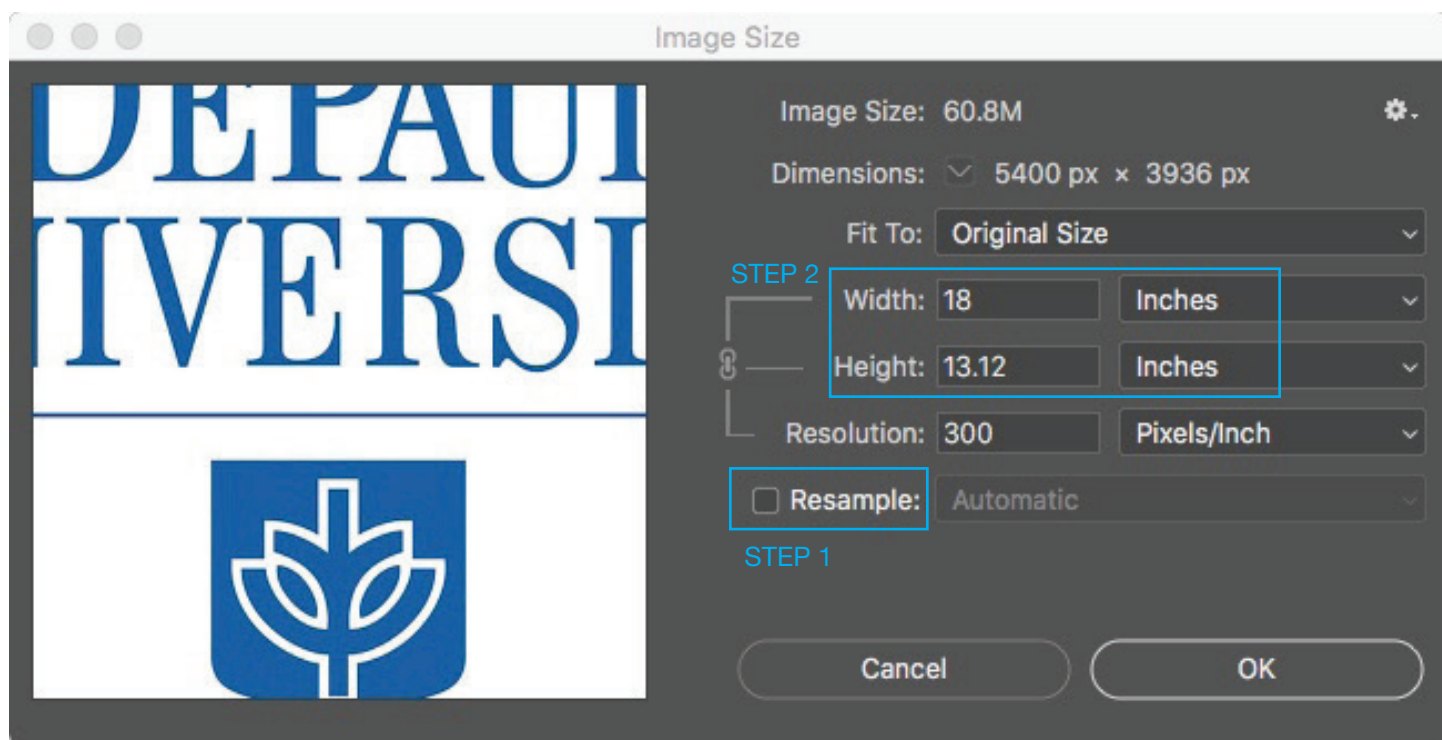 Image Size
DEPAUL
IVERSI
Image Size: 60.8M
Dimensions: 5400 px × 3936 px
Fit To: Original Size
STEP 2
Width: 18 Inches
Height: 13.12 Inches
Resolution: 300 Pixels/Inch
Resample: Automatic
STEP 1
Cancel OK